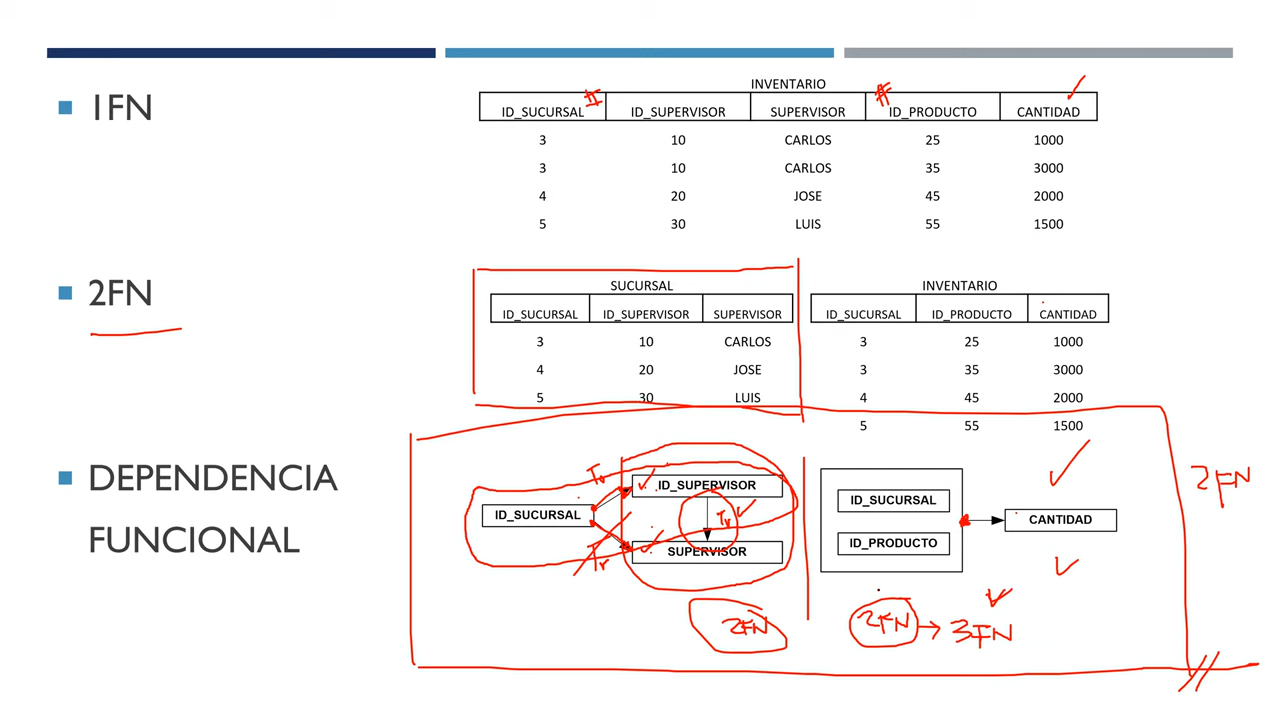 1FN
INVENTARIO
ID_SUCURSAL # ID_SUPERVISOR SUPERVISOR # ID_PRODUCTO CANTIDAD
3 10 CARLOS 25 1000
3 10 CARLOS 35 3000
4 20 JOSE 45 2000
5 30 LUIS 55 1500
2FN
SUCURSAL
ID_SUCURSAL ID_SUPERVISOR SUPERVISOR
3 10 CARLOS
4 20 JOSE
5 30 LUIS
INVENTARIO
ID_SUCURSAL ID_PRODUCTO CANTIDAD
3 25 1000
3 35 3000
4 45 2000
5 55 1500
DEPENDENCIA
FUNCIONAL
ID_SUCURSAL
Tr
ID_SUPERVISOR
Tr
SUPERVISOR
Tr
2FN
ID_SUCURSAL
ID_PRODUCTO
CANTIDAD
2FN → 3FN
2FN